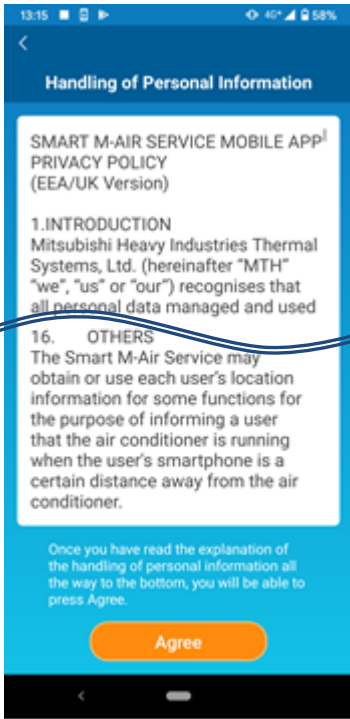 13:15 4G 58%
Handling of Personal Information
SMART M-AIR SERVICE MOBILE APP
PRIVACY POLICY
(EEA/UK Version)
1.INTRODUCTION
Mitsubishi Heavy Industries Thermal
Systems, Ltd. (hereinafter “MTH”
“we”, “us” or “our”) recognises that
all personal data managed and used
16. OTHERS
The Smart M-Air Service may
obtain or use each user's location
information for some functions for
the purpose of informing a user
that the air conditioner is running
when the user's smartphone is a
certain distance away from the air
conditioner.
Once you have read the explanation of
the handling of personal information all
the way to the bottom, you will be able to
press Agree.
Agree